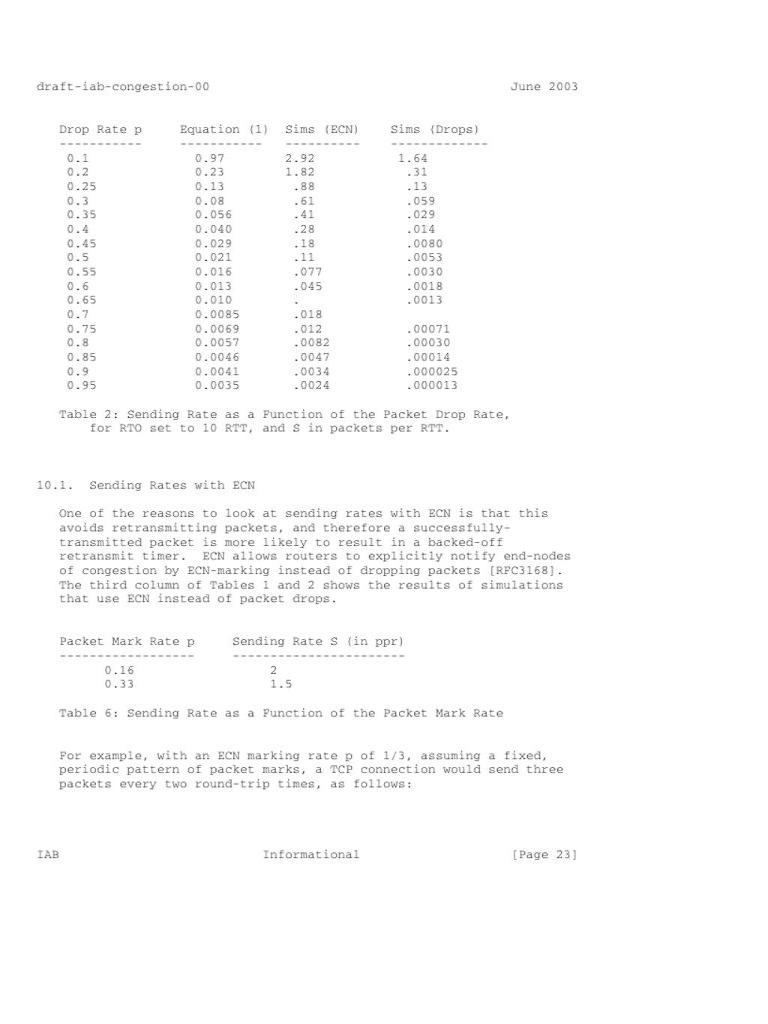 draft-iab-congestion-00                                        June 2003
   Drop Rate p     Equation (1)  Sims (ECN)    Sims (Drops)
   -----------     -----------   ----------    -------------
    0.1              0.97        2.92           1.64
    0.2              0.23        1.82            .31
    0.25             0.13         .88            .13
    0.3              0.08         .61            .059
    0.35             0.056        .41            .029
    0.4              0.040        .28            .014
    0.45             0.029        .18            .0080
    0.5              0.021        .11            .0053
    0.55             0.016        .077           .0030
    0.6              0.013        .045           .0018
    0.65             0.010        .              .0013
    0.7              0.0085       .018
    0.75             0.0069       .012           .00071
    0.8              0.0057       .0082          .00030
    0.85             0.0046       .0047          .00014
    0.9              0.0041       .0034          .000025
    0.95             0.0035       .0024          .000013
   Table 2: Sending Rate as a Function of the Packet Drop Rate,
       for RTO set to 10 RTT, and S in packets per RTT.
10.1.  Sending Rates with ECN
   One of the reasons to look at sending rates with ECN is that this
   avoids retransmitting packets, and therefore a successfully-
   transmitted packet is more likely to result in a backed-off
   retransmit timer.  ECN allows routers to explicitly notify end-nodes
   of congestion by ECN-marking instead of dropping packets [RFC3168].
   The third column of Tables 1 and 2 shows the results of simulations
   that use ECN instead of packet drops.
   Packet Mark Rate p     Sending Rate S (in ppr)
   ------------------     -----------------------
         0.16                  2
         0.33                  1.5
   Table 6: Sending Rate as a Function of the Packet Mark Rate
   For example, with an ECN marking rate p of 1/3, assuming a fixed,
   periodic pattern of packet marks, a TCP connection would send three
   packets every two round-trip times, as follows:
IAB                           Informational                    [Page 23]